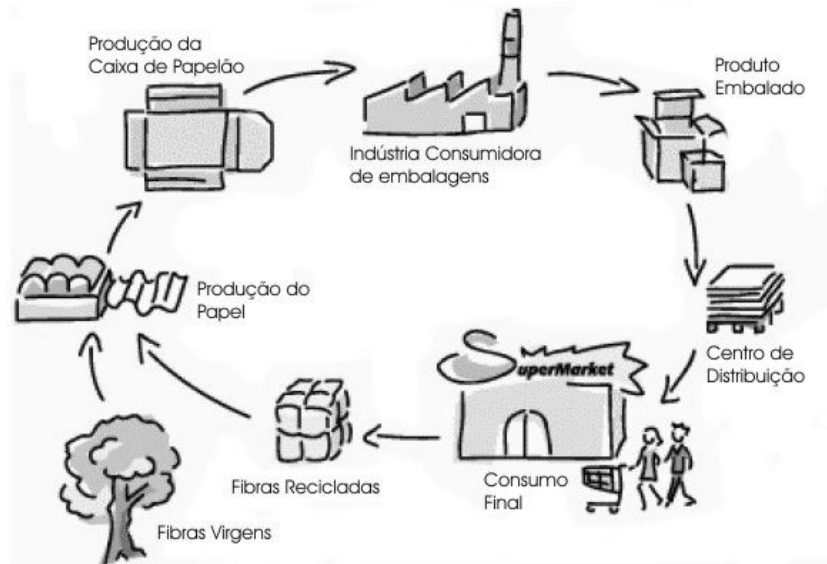 Produção da
Caixa de Papelão
Indústria Consumidora
de embalagens
Produto
Embalado
Centro de
Distribuição
SuperMarket
Consumo
Final
Fibras Recicladas
Fibras Virgens
Produção do
Papel